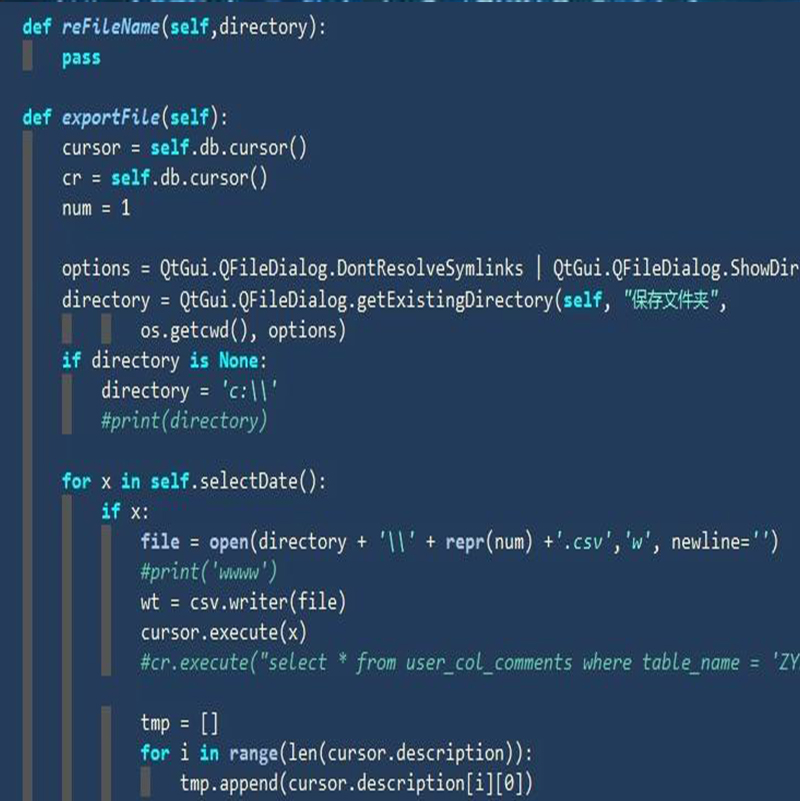 def reFileName(self,directory):
pass
def exportFile(self):
cursor = self.db.cursor()
cr = self.db.cursor()
num = 1
options = QtGui.QFileDialog.DontResolveSymlinks | QtGui.QFileDialog.ShowDir
directory = QtGui.QFileDialog.getExistingDirectory(self, "保存文件夹",
os.getcwd(), options)
if directory is None:
directory = 'c:\\'
#print(directory)
for x in self.selectDate():
if x:
file = open(directory + '\\' + repr(num) +'.csv','w', newline='')
#print('wwww')
wt = csv.writer(file)
cursor.execute(x)
#cr.execute("select * from user_col_comments where table_name = 'ZY
tmp = []
for i in range(len(cursor.description)):
tmp.append(cursor.description[i][0])